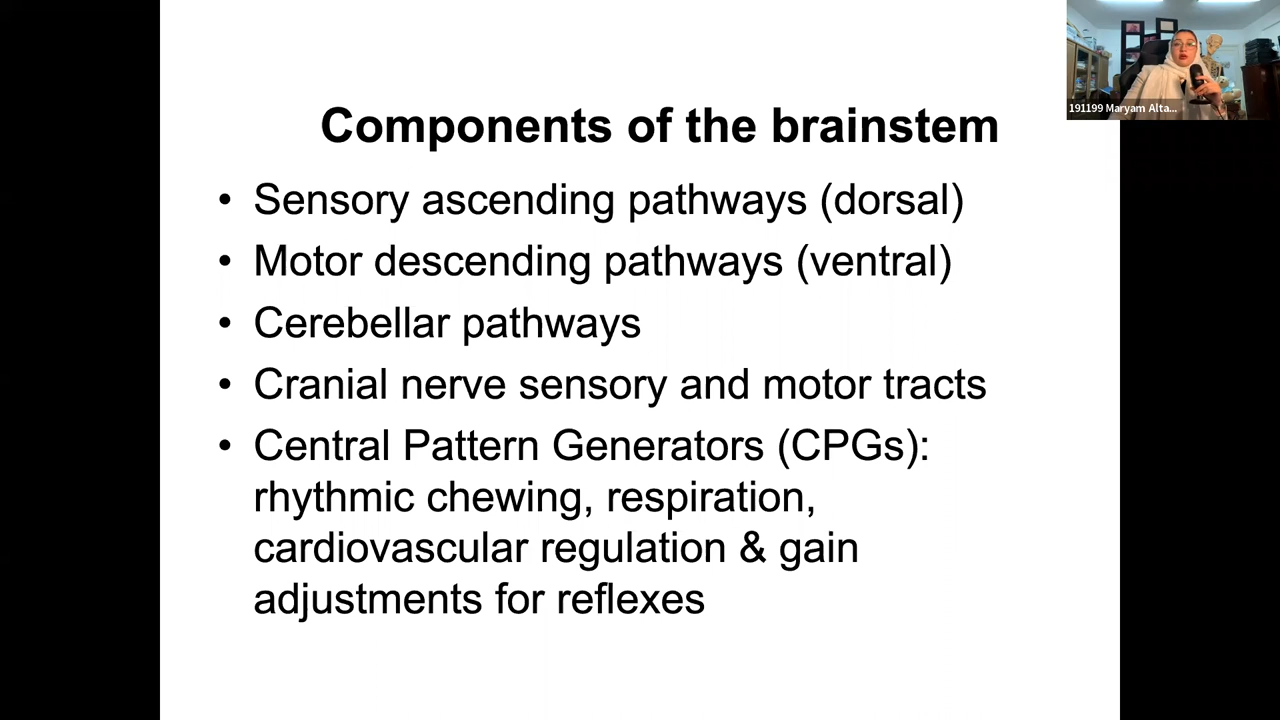 191199 Maryam Alta...
Components of the brainstem
• Sensory ascending pathways (dorsal)
• Motor descending pathways (ventral)
• Cerebellar pathways
• Cranial nerve sensory and motor tracts
• Central Pattern Generators (CPGs):
rhythmic chewing, respiration,
cardiovascular regulation & gain
adjustments for reflexes